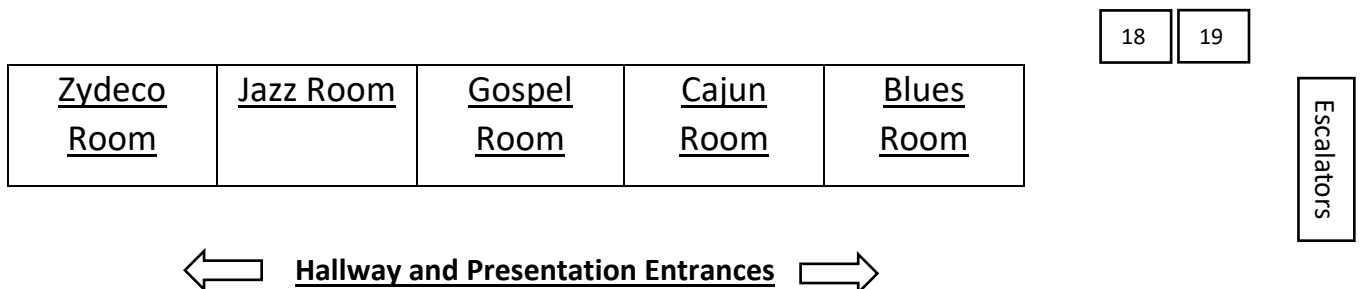 18 19
Zydeco Room
Jazz Room
Gospel Room
Cajun Room
Blues Room
Escalators
Hallway and Presentation Entrances